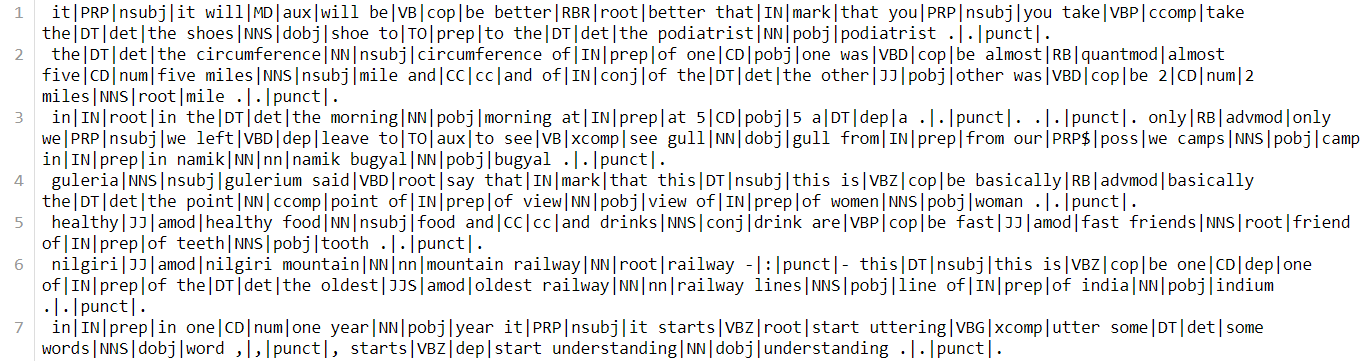 1 it|PRP|nsubj|it will|MD|aux|will be|VB|cop|be better|RBR|root|better that|IN|mark|that you|PRP|nsubj|you take|VBP|ccomp|take
the|DT|det|the shoes|NNS|dobj|shoe to|TO|prep|to the|DT|det|the podiatrist|NN|pobj|podiatrist .|.|punct|.
2 the|DT|det|the circumference|NN|nsubj|circumference of|IN|prep|of one|CD|pobj|one was|VBD|cop|be almost|RB|quantmod|almost
five|CD|num|five miles|NNS|nsubj|mile and|CC|cc|and of|IN|conj|of the|DT|det|the other|JJ|pobj|other was|VBD|cop|be 2|CD|num|2
miles|NNS|root|mile .|.|punct|.
3 in|IN|root|in the|DT|det|the morning|NN|pobj|morning at|IN|prep|at 5|CD|pobj|5 a|DT|dep|a .|.|punct|. .|.|punct|. only|RB|advmod|only
we|PRP|nsubj|we left|VBD|dep|leave to|TO|aux|to see|VB|xcomp|see gull|NN|dobj|gull from|IN|prep|from our|PRP$|poss|we camps|NNS|pobj|camp
in|IN|prep|in namik|NN|nn|namik bugyal|NN|pobj|bugyal .|.|punct|.
4 guleria|NNS|nsubj|gulerium said|VBD|root|say that|IN|mark|that this|DT|nsubj|this is|VBZ|cop|be basically|RB|advmod|basically
the|DT|det|the point|NN|ccomp|point of|IN|prep|of view|NN|pobj|view of|IN|prep|of women|NNS|pobj|woman .|.|punct|.
5 healthy|JJ|amod|healthy food|NN|nsubj|food and|CC|cc|and drinks|NNS|conj|drink are|VBP|cop|be fast|JJ|amod|fast friends|NNS|root|friend
of|IN|prep|of teeth|NNS|pobj|tooth .|.|punct|.
6 nilgiri|JJ|amod|nilgiri mountain|NN|nn|mountain railway|NN|root|railway -|:|punct|- this|DT|nsubj|this is|VBZ|cop|be one|CD|dep|one
of|IN|prep|of the|DT|det|the oldest|JJS|amod|oldest railway|NN|nn|railway lines|NNS|pobj|line of|IN|prep|of india|NN|pobj|indium
.|.|punct|.
7 in|IN|prep|in one|CD|num|one year|NN|pobj|year it|PRP|nsubj|it starts|VBZ|root|start uttering|VBG|xcomp|utter some|DT|det|some
words|NNS|dobj|word ,|,|punct|, starts|VBZ|dep|start understanding|NN|dobj|understanding .|.|punct|.